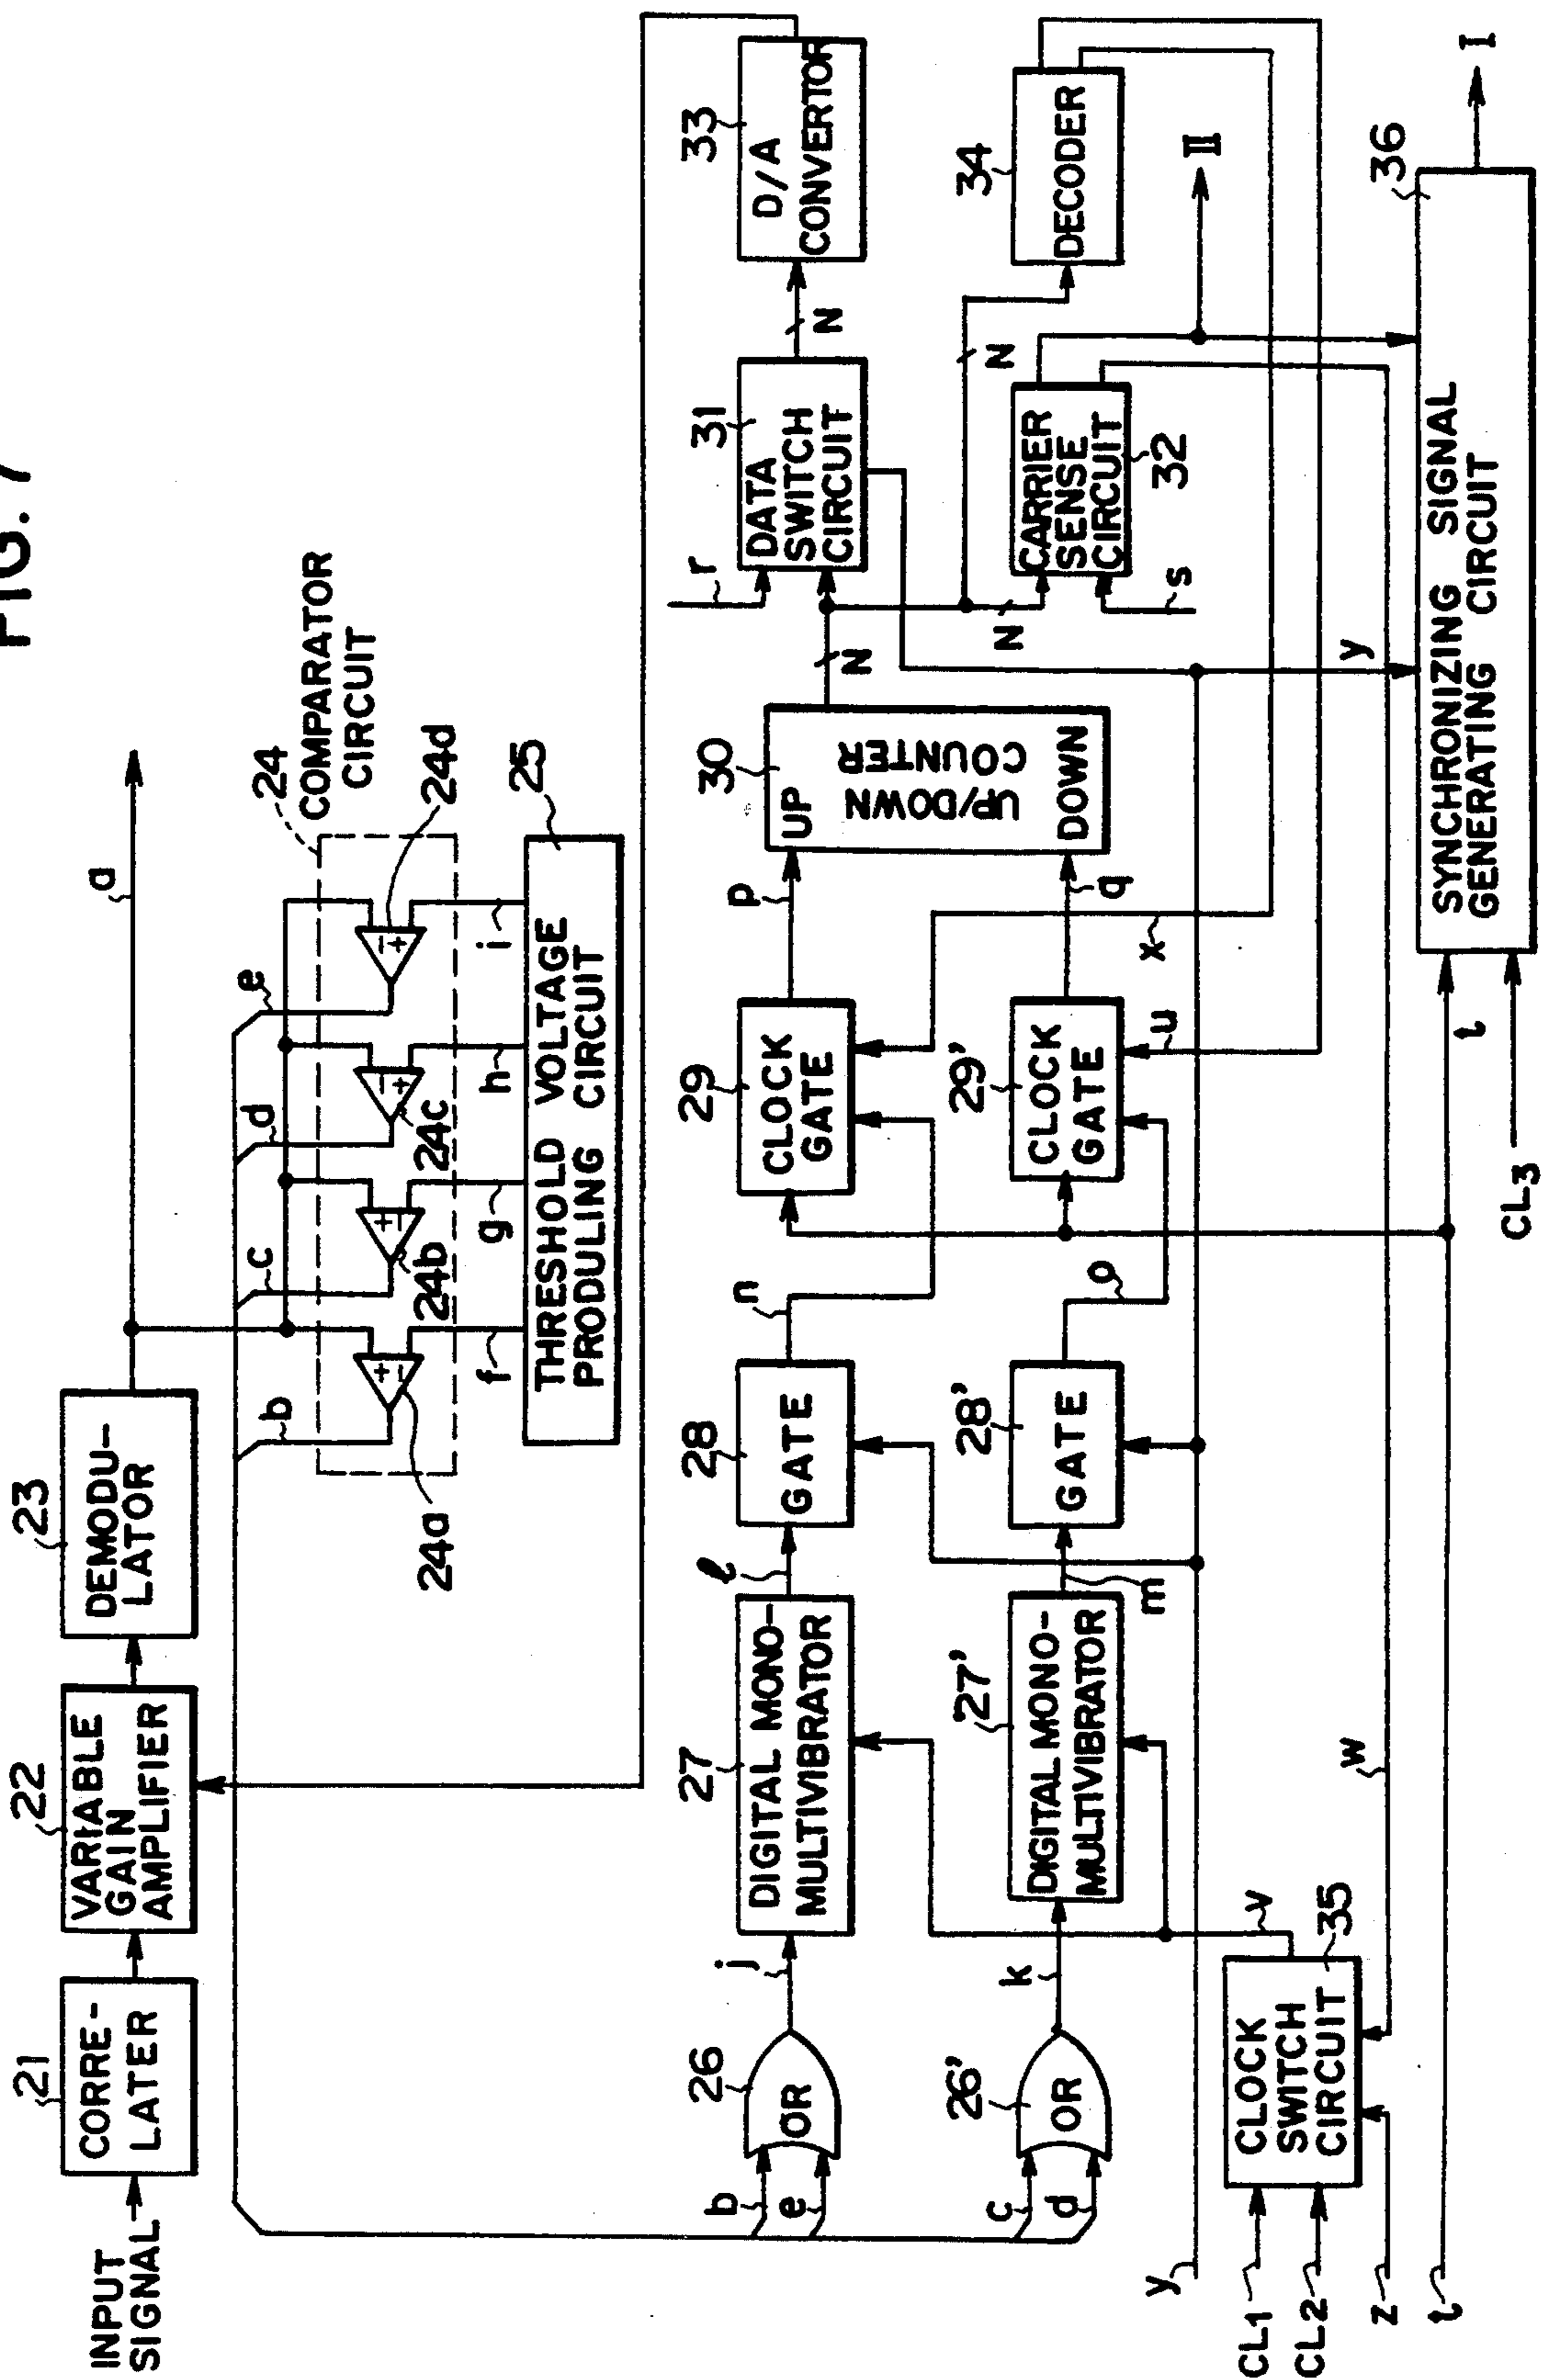 FIG. 7
INPUT
SIGNAL
21
CORRE-
LATER
22
VARIABLE
GAIN
AMPLIFIER
23
DEMODU-
LATOR
a
b
c
d
e
24
COMPARATOR
CIRCUIT
24a
24b
24c
24d
+
-
+
-
-
+
-
+
f
g
h
i
THRESHOLD VOLTAGE
PRODULING CIRCUIT
25
b
e
26
OR
j
27
DIGITAL MONO-
MULTIVIBRATOR
ℓ
28
GATE
n
29
CLOCK
GATE
p
30
UP
UP/DOWN
COUNTER
DOWN
N
r
31
DATA
SWITCH
CIRCUIT
N
33
D/A
CONVERTOR
c
d
26'
OR
k
27'
DIGITAL MONO-
MULTIVIBRATOR
m
28'
GATE
o
29'
CLOCK
GATE
u
q
x
N
s
CARRIER
SENSE
CIRCUIT
32
N
34
DECODER
II
y
CL1
CL2
z
t
CLOCK
SWITCH
CIRCUIT
35
v
w
y
t
CL3
SYNCHRONIZING SIGNAL
GENERATING CIRCUIT
36
I